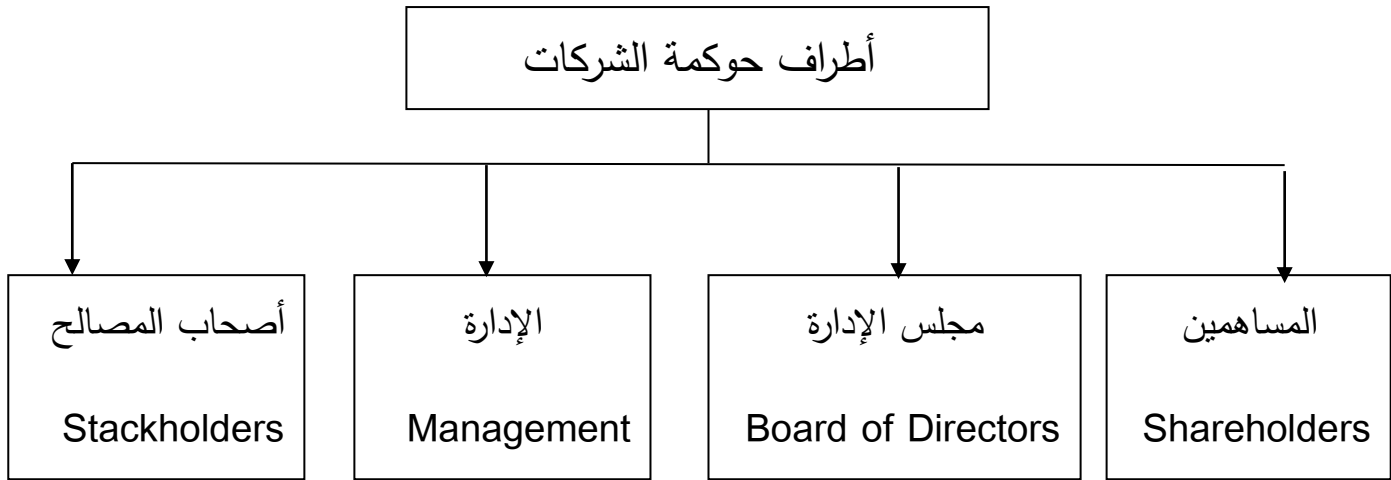 أطراف حوكمة الشركات
المساهمين
Shareholders
مجلس الإدارة
Board of Directors
الإدارة
Management
أصحاب المصالح
Stackholders